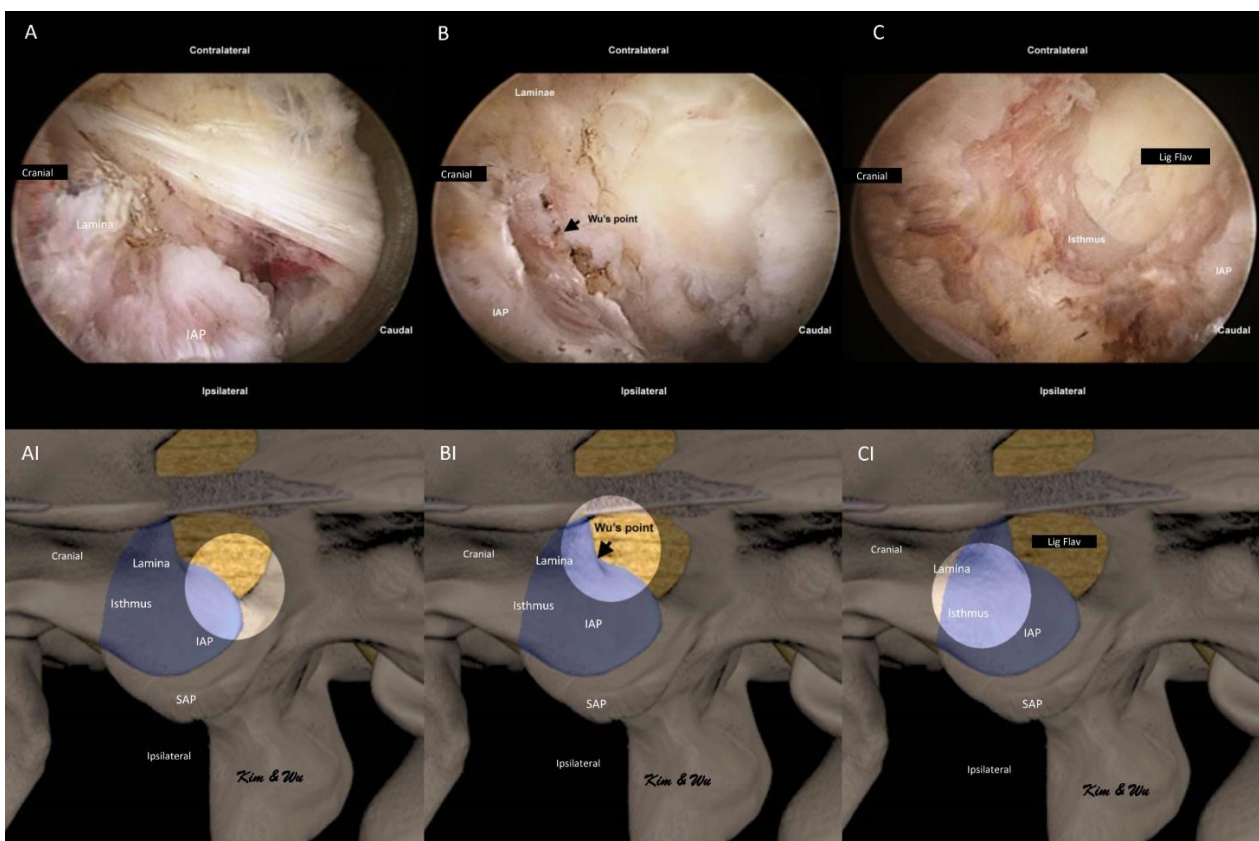 A
Contralateral
Cranial
Lamina
IAP
Caudal
Ipsilateral
B
Contralateral
Laminae
Cranial
Wu's point
IAP
Caudal
Ipsilateral
C
Contralateral
Lig Flav
Cranial
Isthmus
IAP
Caudal
Ipsilateral
AI
Cranial
Lamina
Isthmus
IAP
SAP
Ipsilateral
Kim & Wu
BI
Wu's point
Cranial
Lamina
Isthmus
IAP
SAP
Ipsilateral
Kim & Wu
CI
Lig Flav
Cranial
Lamina
Isthmus
IAP
SAP
Ipsilateral
Kim & Wu